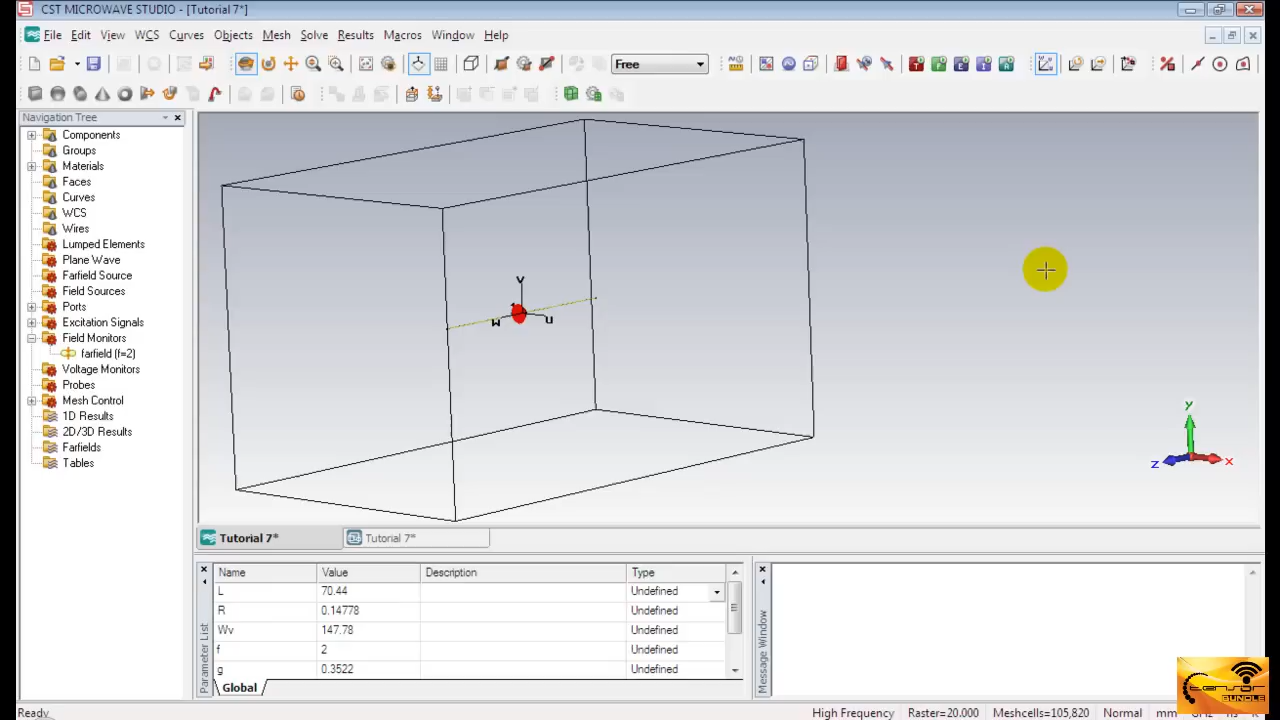 CST MICROWAVE STUDIO - [Tutorial 7*]
File Edit View WCS Curves Objects Mesh Solve Results Macros Window Help
Free
Navigation Tree
Components
Groups
Materials
Faces
Curves
WCS
Wires
Lumped Elements
Plane Wave
Farfield Source
Field Sources
Ports
Excitation Signals
Field Monitors
farfield (f=2)
Voltage Monitors
Probes
Mesh Control
1D Results
2D/3D Results
Farfields
Tables
v
w
u
y
z
x
Tutorial 7*
Tutorial 7*
Parameter List
Name Value Description Type
L 70.44 Undefined
R 0.14778 Undefined
Wv 147.78 Undefined
f 2 Undefined
g 0.3522 Undefined
Global
Message Window
BUNDLE
Ready
High Frequency Raster=20.000 Meshcells=105,820 Normal mm